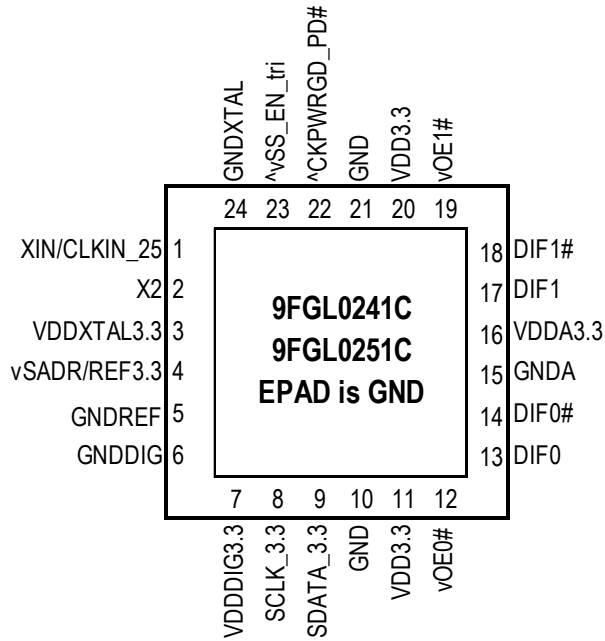 GNDXTAL
^vSS_EN_tri
^CKPWRGD_PD#
GND
VDD3.3
vOE1#
24 23 22 21 20 19
XIN/CLKIN_25 1
X2 2
VDDXTAL3.3 3
vSADR/REF3.3 4
GNDREF 5
GNDDIG 6
9FGL0241C
9FGL0251C
EPAD is GND
18 DIF1#
17 DIF1
16 VDDA3.3
15 GNDA
14 DIF0#
13 DIF0
7 8 9 10 11 12
VDDDIG3.3
SCLK_3.3
SDATA_3.3
GND
VDD3.3
vOE0#